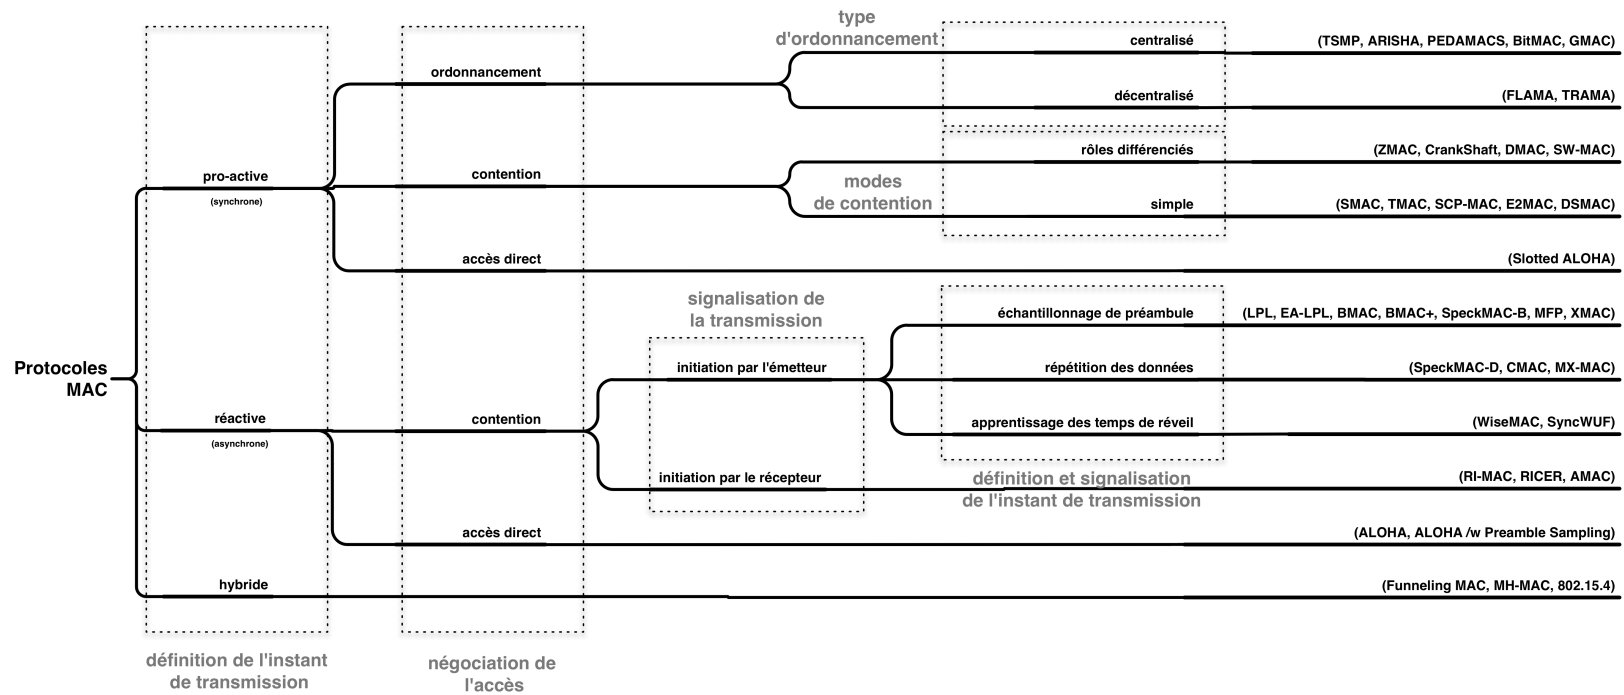 type
d'ordonnancement
centralisé
(TSMP, ARISHA, PEDAMACS, BitMAC, GMAC)
ordonnancement
décentralisé
(FLAMA, TRAMA)
rôles différenciés
(ZMAC, CrankShaft, DMAC, SW-MAC)
pro-active
(synchrone)
contention
modes
de contention
simple
(SMAC, TMAC, SCP-MAC, E2MAC, DSMAC)
accès direct
(Slotted ALOHA)
signalisation de
la transmission
échantillonnage de préambule
(LPL, EA-LPL, BMAC, BMAC+, SpeckMAC-B, MFP, XMAC)
Protocoles
MAC
initiation par l'émetteur
répétition des données
(SpeckMAC-D, CMAC, MX-MAC)
réactive
(asynchrone)
contention
apprentissage des temps de réveil
(WiseMAC, SyncWUF)
initiation par le récepteur
définition et signalisation
de l'instant de transmission
(RI-MAC, RICER, AMAC)
accès direct
(ALOHA, ALOHA /w Preamble Sampling)
hybride
(Funneling MAC, MH-MAC, 802.15.4)
définition de l'instant
de transmission
négociation de
l'accès